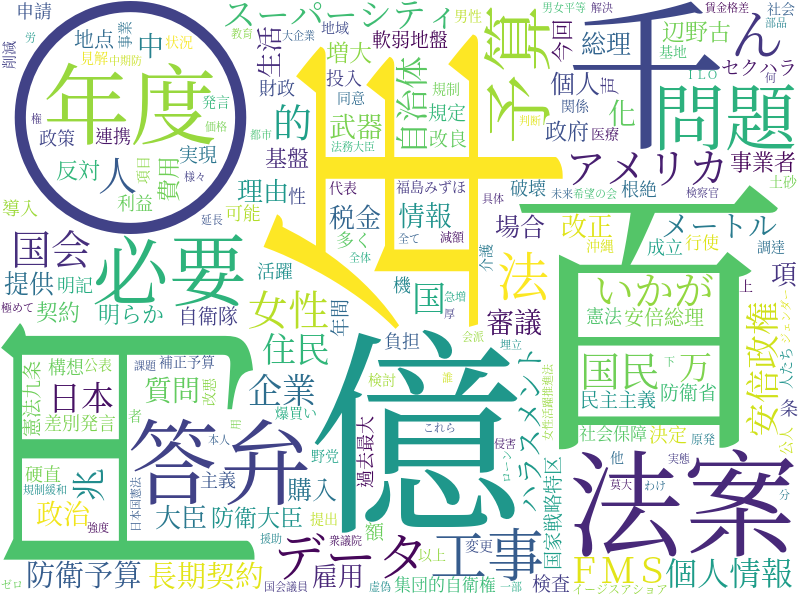 申請
スーパーシティ
男性
男女平等
解決
賃金格差
社会
部品
削減
労
地点
事業
中
状況
教育
大企業
地域
見解
中期防
年度
増大
軟弱地盤
今回
総理
辺野古
基地
千
ん
セクハラ
何
生活
財政
投入
同意
予算
ILO
声
個人
問題
発言
権
価格
政策
連携
的
武器
自治体
規制
規定
化
関係
都市
改良
判断
政府
医療
〇
反対
人
項目
実現
様々
費用
基盤
法務大臣
アメリカ
事業者
土砂
利益
理由
性
代表
福島みずほ
破壊
未来
希望の会
根絶
検察官
具体
導入
延長
可能
税金
情報
場合
改正
メートル
国会
必要
多く
全て
減額
沖縄
成立
行使
調達
提供
明記
活躍
全体
機
急増
介護
法
いかが
上
項
極めて
契約
明らか
自衛隊
女性
年間
国
厚
審議
憲法
安倍総理
ジェンダー
安倍政権
兆
構想
公表
課題
補正予算
住民
負担
埋立
会派
国民
下
万
人たち
憲法九条
日本
質問
改悪
検討
誰
ハラスメント
女性活躍推進法
防衛省
民主主義
条
公人
差別発言
者
用
企業
爆買い
億
百
社会保障
決定
原発
日
答弁
本人
これら
侵害
硬直
規制緩和
主義
野党
過去最大
ローン
国家戦略特区
他
実態
法案
政治
強度
日本国憲法
大臣
防衛大臣
購入
提出
額
莫大
わけ
分
データ
以上
変更
工事
援助
衆議院
ゼロ
防衛予算
長期契約
国会議員
雇用
虚偽
集団的自衛権
一部
検査
FMS
イージスアショア
個人情報